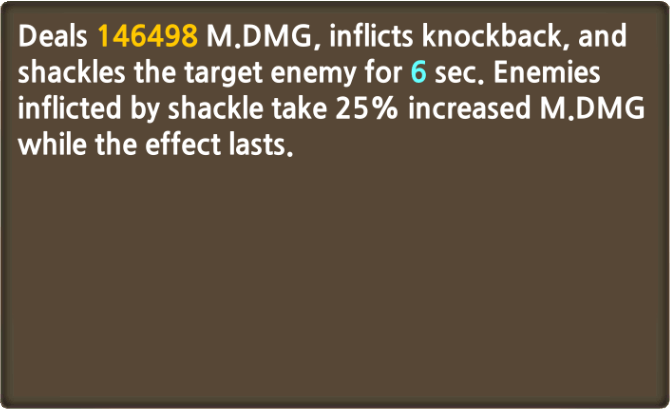 Deals 146498 M.DMG, inflicts knockback, and
shackles the target enemy for 6 sec. Enemies
inflicted by shackle take 25% increased M.DMG
while the effect lasts.